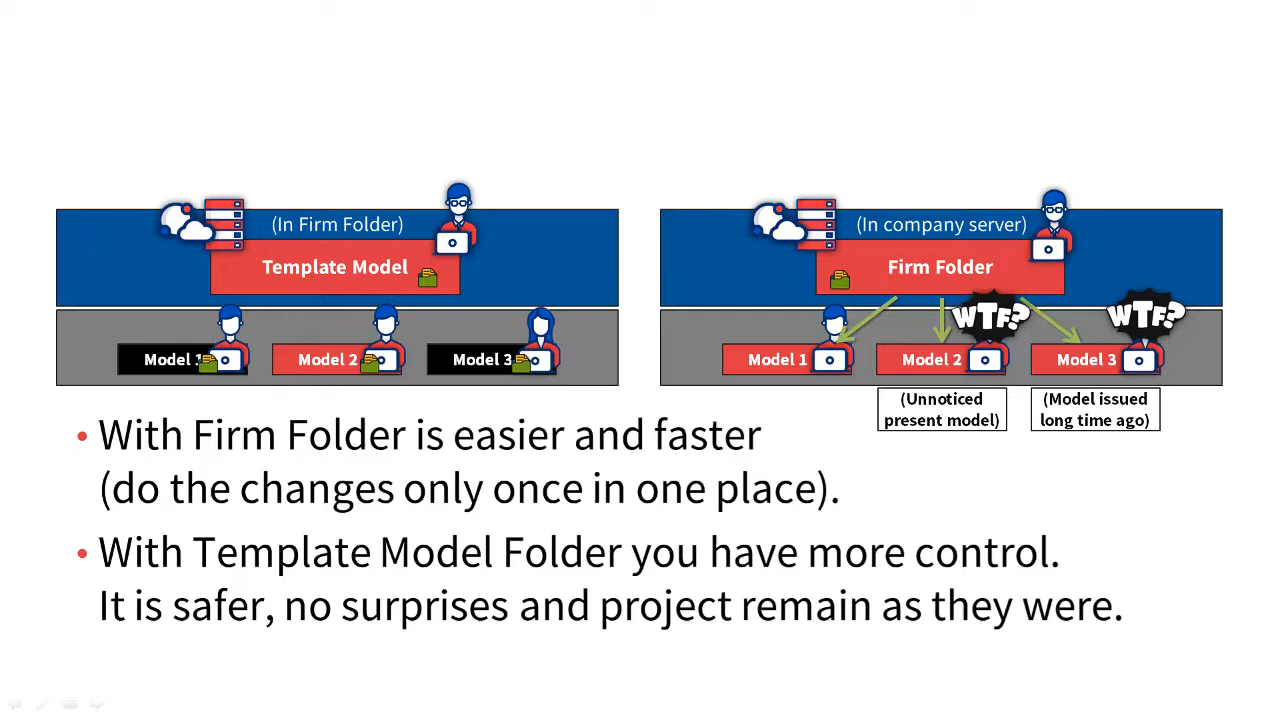 (In Firm Folder)
Template Model
Model 1
Model 2
Model 3
(In company server)
Firm Folder
WTF?
WTF?
Model 1
Model 2
Model 3
(Unnoticed
present model)
(Model issued
long time ago)
• With Firm Folder is easier and faster
(do the changes only once in one place).
• With Template Model Folder you have more control.
It is safer, no surprises and project remain as they were.